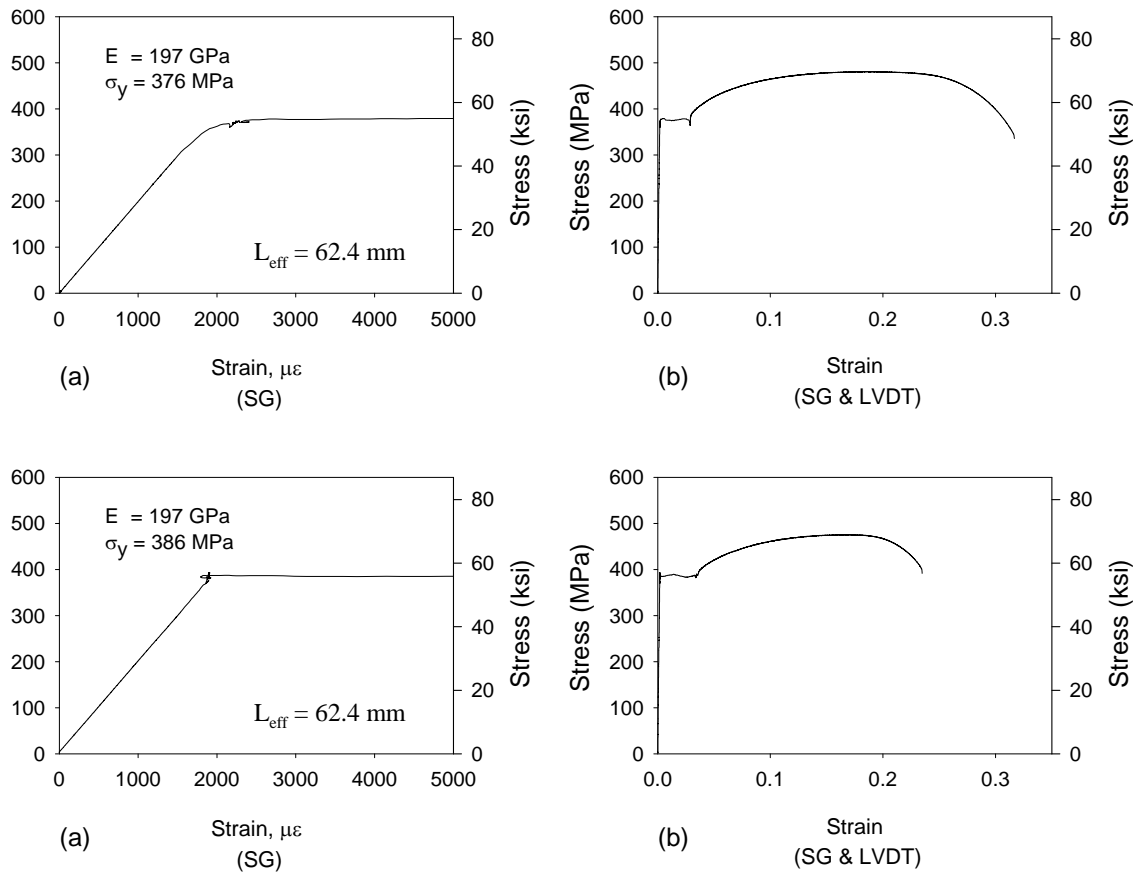 600
500
400
300
200
100
0
Stress (MPa)
E = 197 GPa
σy = 376 MPa
Leff = 62.4 mm
80
60
40
20
0
Stress (ksi)
0 1000 2000 3000 4000 5000
(a)
Strain, με
(SG)
600
500
400
300
200
100
0
Stress (MPa)
80
60
40
20
0
Stress (ksi)
0.0 0.1 0.2 0.3
(b)
Strain
(SG & LVDT)
600
500
400
300
200
100
0
E = 197 GPa
σy = 386 MPa
Leff = 62.4 mm
80
60
40
20
0
Stress (ksi)
0 1000 2000 3000 4000 5000
(a)
Strain, με
(SG)
600
500
400
300
200
100
0
Stress (MPa)
80
60
40
20
0
Stress (ksi)
0.0 0.1 0.2 0.3
(b)
Strain
(SG & LVDT)